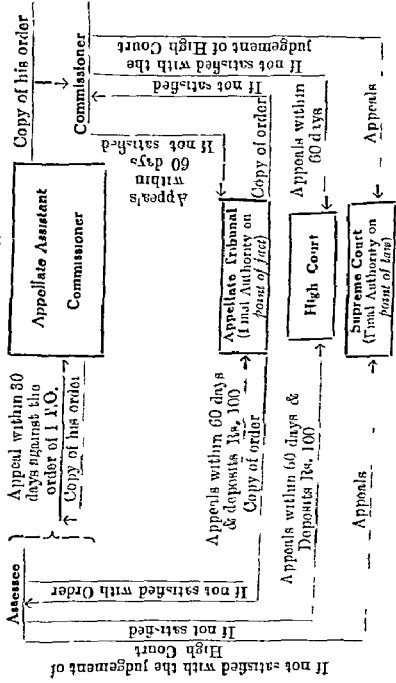 Assessee
Appeal within 30
days against the
order of I T.O.
Copy of his order
Appellate Assistant
Commissioner
Copy of his order
Commissioner
If not satisfied with Order
If not satisfied
If not satisfied with the judgement of
High Court
Appeals within 60 days
& deposits Rs. 100
Copy of order
Appellate Tribunal
(Final Authority on
point of fact)
Appeals
within
60 days
If not satisfied
Copy of order
If not satisfied
If not satisfied with the
judgement of High Court
Appeals within 60 days &
Deposits Rs. 100
High Court
Appeals within
60 days
Appeals
Supreme Court
(Final Authority on
point of law)
Appeals